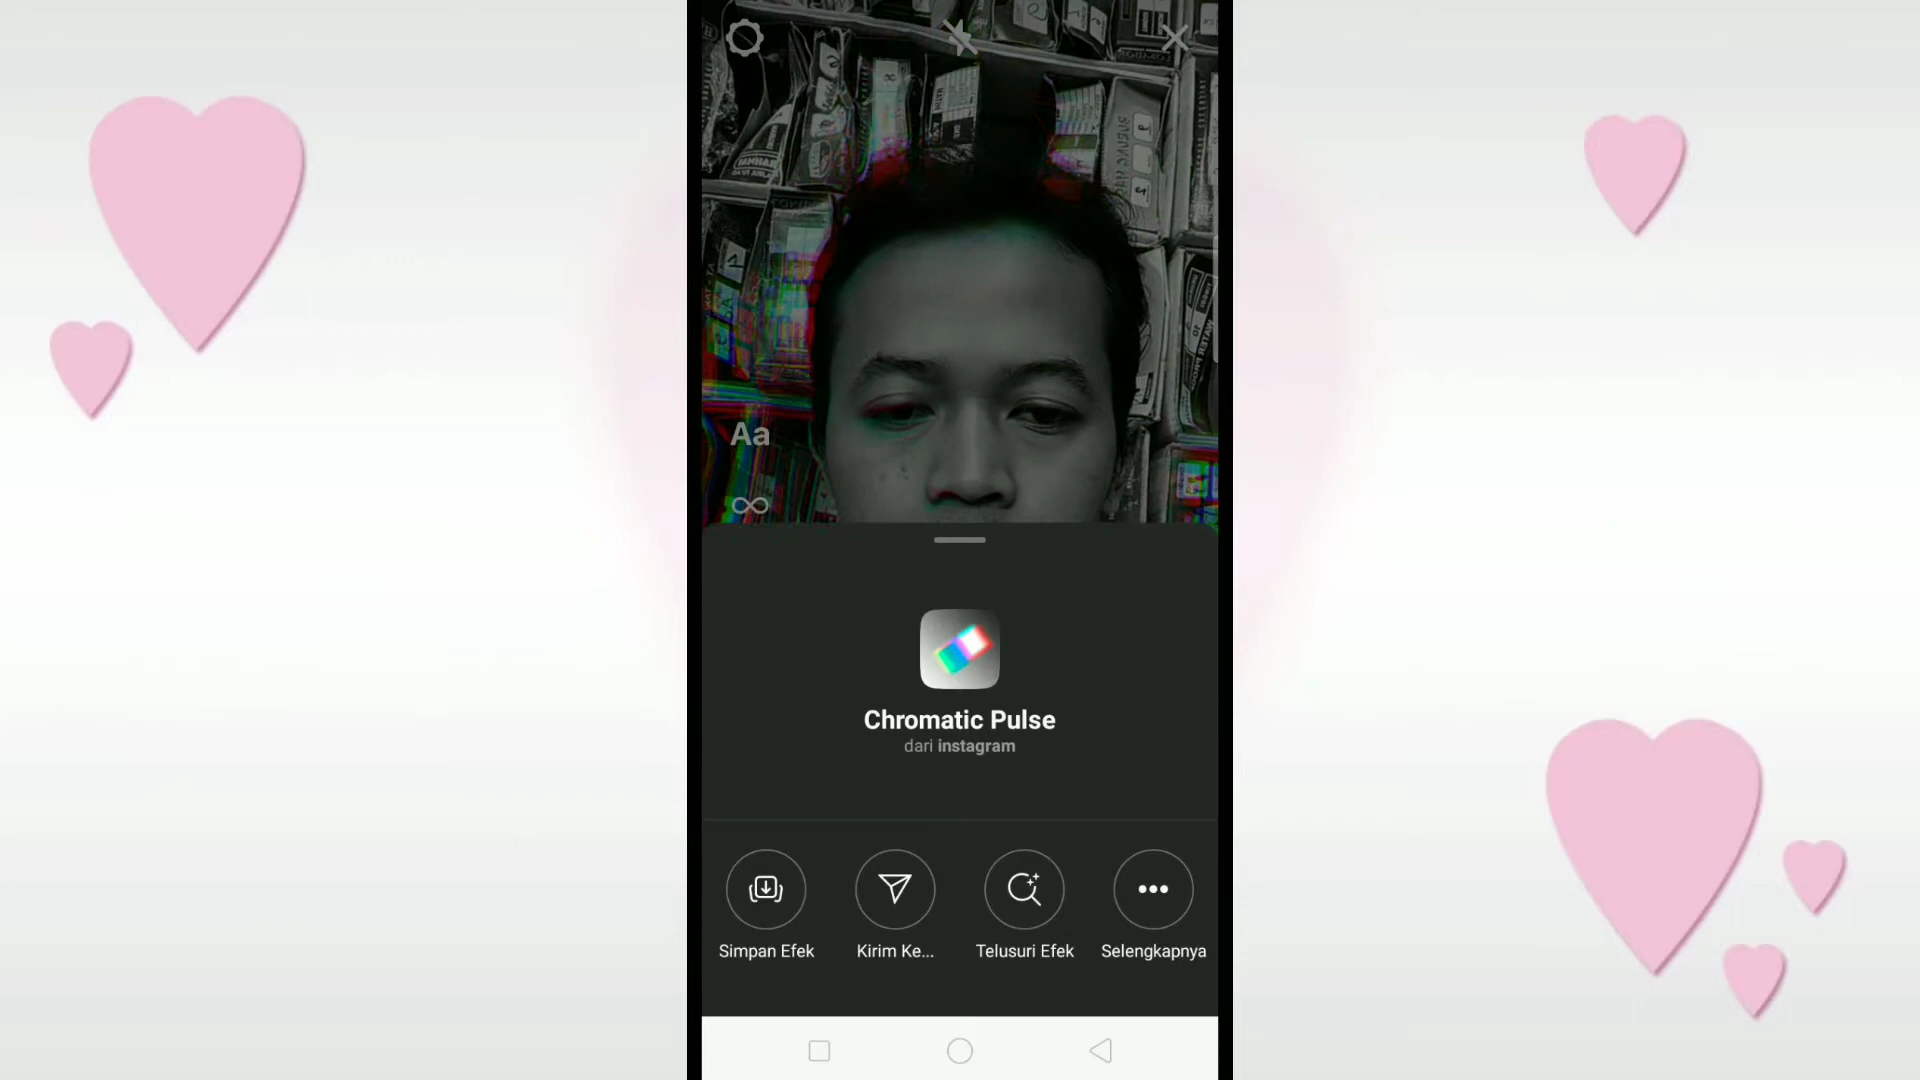 Aa
Chromatic Pulse
dari instagram
Simpan Efek
Kirim Ke...
Telusuri Efek
Selengkapnya